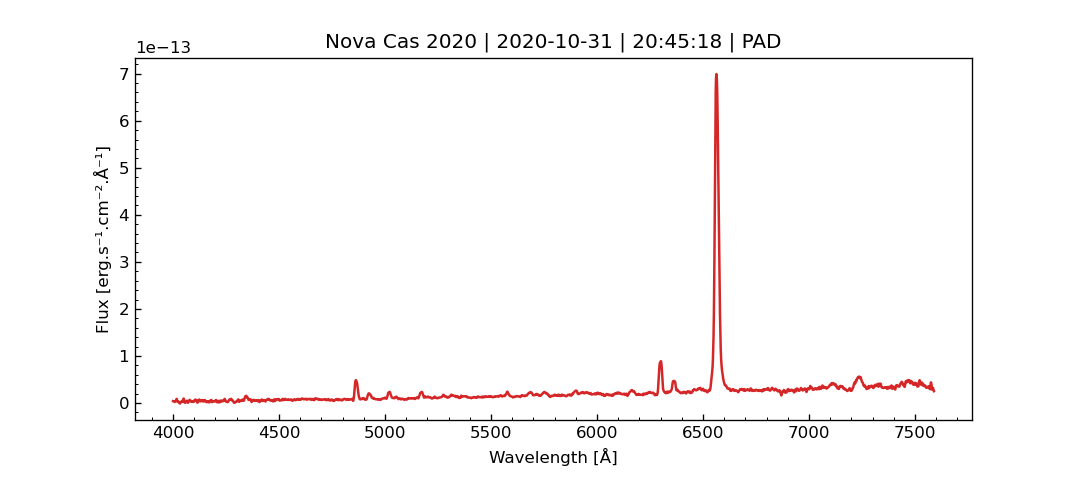 Nova Cas 2020 | 2020-10-31 | 20:45:18 | PAD
1e−13
7
6
5
4
3
2
1
0
Flux [erg.s⁻¹.cm⁻².Å⁻¹]
4000 4500 5000 5500 6000 6500 7000 7500
Wavelength [Å]